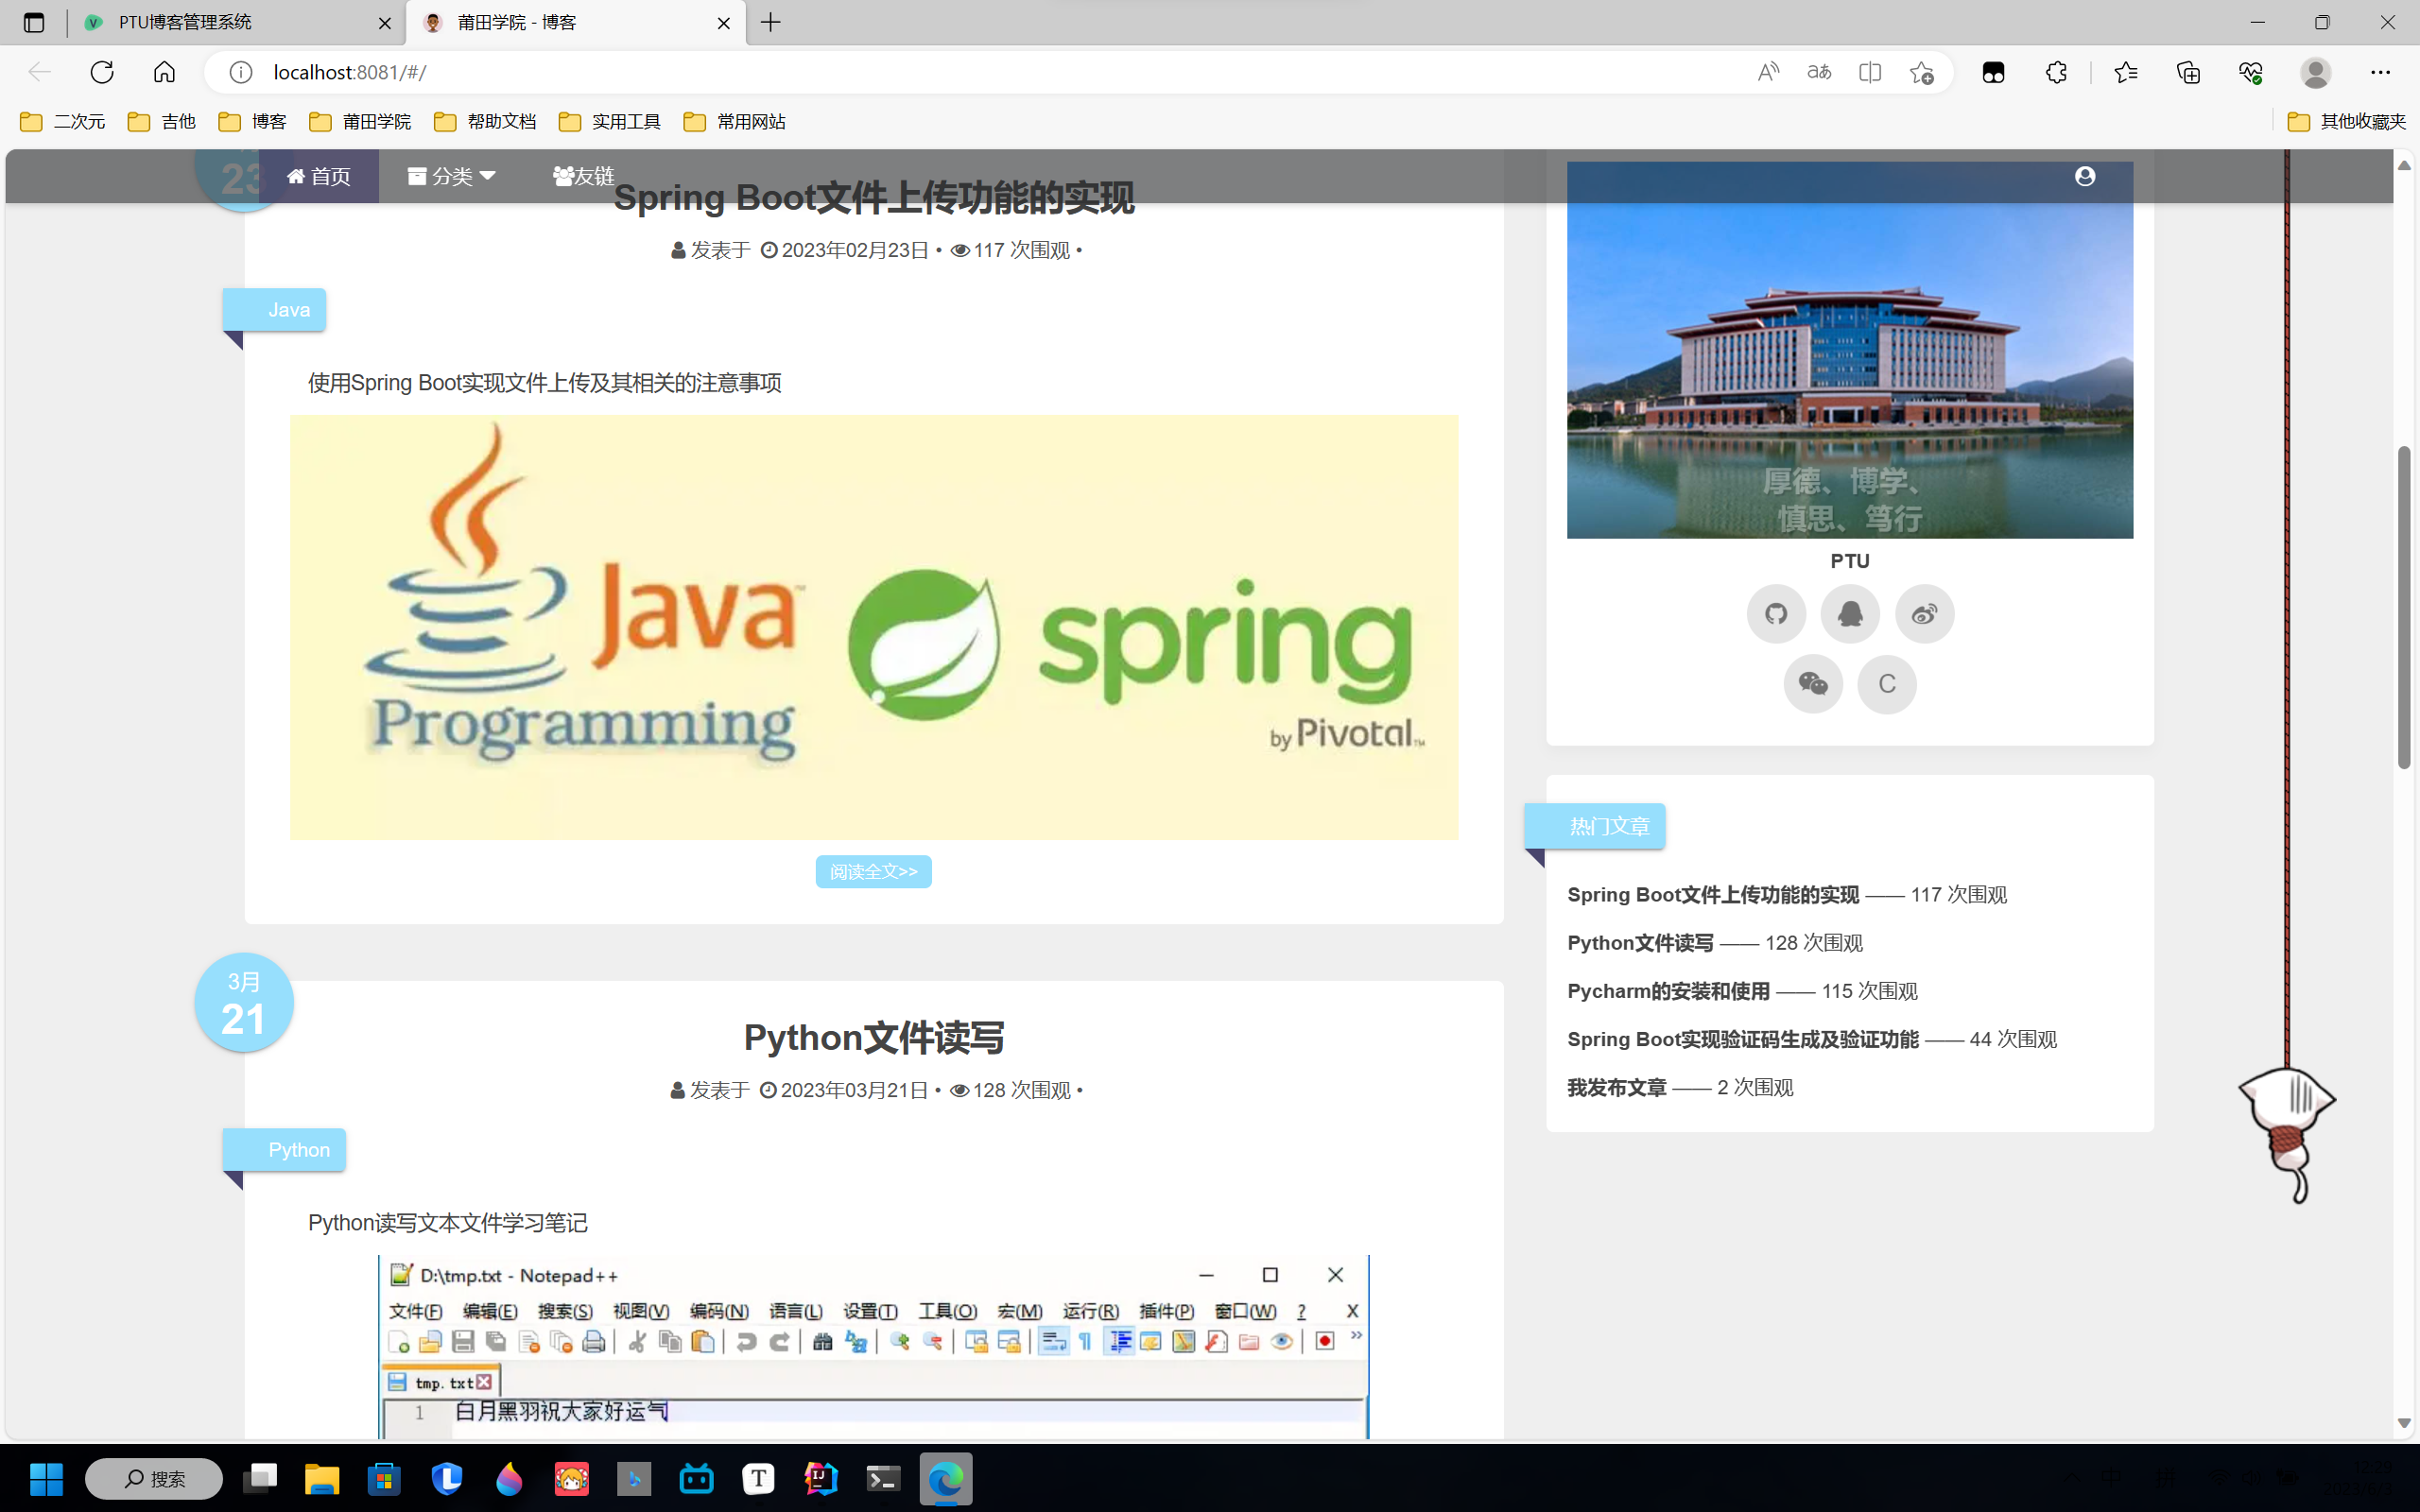 PTU博客管理系统
莆田学院 - 博客
localhost:8081/#/
二次元
吉他
博客
莆田学院
帮助文档
实用工具
常用网站
其他收藏夹
23
首页
分类
友链
Spring Boot文件上传功能的实现
发表于 2023年02月23日 • 117 次围观 •
Java
使用Spring Boot实现文件上传及其相关的注意事项
Java
Programming
spring
by Pivotal
阅读全文>>
3月
21
Python文件读写
发表于 2023年03月21日 • 128 次围观 •
Python
Python读写文本文件学习笔记
D:\tmp.txt - Notepad++
文件(F) 编辑(E) 搜索(S) 视图(V) 编码(N) 语言(L) 设置(T) 工具(O) 宏(M) 运行(R) 插件(P) 窗口(W) ? X
tmp.txt
1 白月黑羽祝大家好运气
厚德、博学、
慎思、笃行
PTU
C
热门文章
Spring Boot文件上传功能的实现 —— 117 次围观
Python文件读写 —— 128 次围观
Pycharm的安装和使用 —— 115 次围观
Spring Boot实现验证码生成及验证功能 —— 44 次围观
我发布文章 —— 2 次围观
搜索